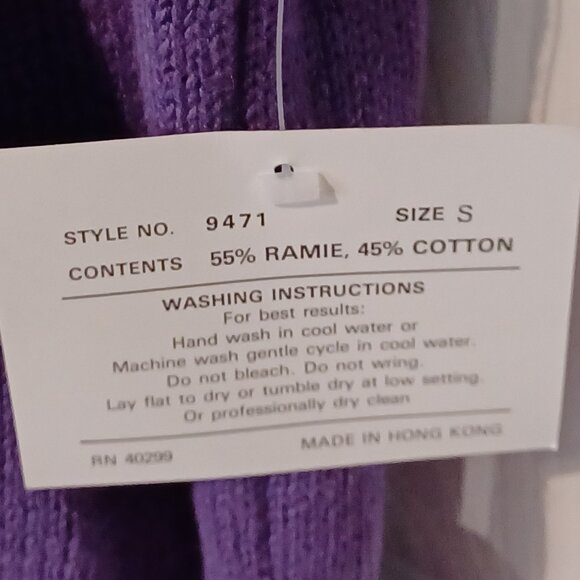 STYLE NO. 9471 SIZE S
CONTENTS 55% RAMIE, 45% COTTON
WASHING INSTRUCTIONS
For best results:
Hand wash in cool water or
Machine wash gentle cycle in cool water.
Do not bleach. Do not wring.
Lay flat to dry or tumble dry at low setting.
Or professionally dry clean
RN 40299 MADE IN HONG KONG